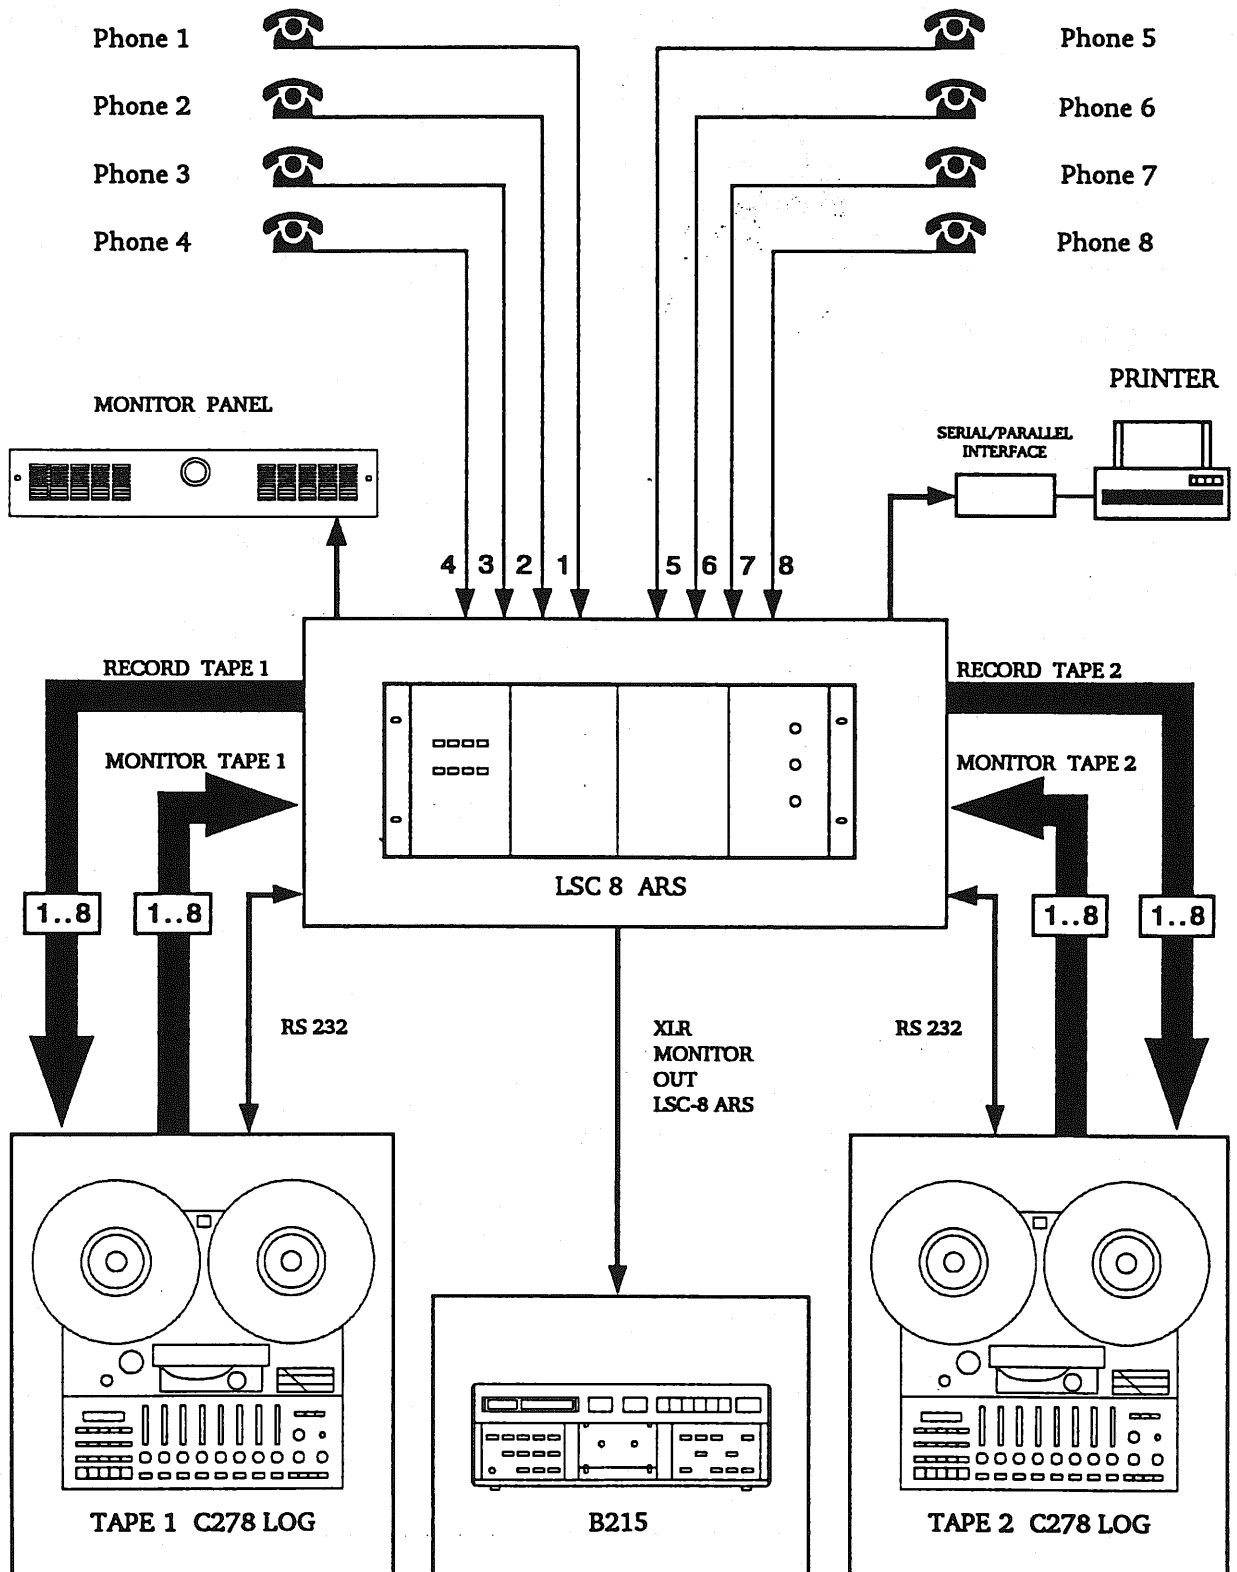 Phone 1
Phone 5
Phone 2
Phone 6
Phone 3
Phone 7
Phone 4
Phone 8
MONITOR PANEL
PRINTER
SERIAL/PARALLEL
INTERFACE
4 3 2 1 5 6 7 8
RECORD TAPE 1
RECORD TAPE 2
MONITOR TAPE 1
MONITOR TAPE 2
LSC 8 ARS
1..8
1..8
1..8
1..8
RS 232
XLR
MONITOR
OUT
LSC-8 ARS
RS 232
TAPE 1 C278 LOG
B215
TAPE 2 C278 LOG